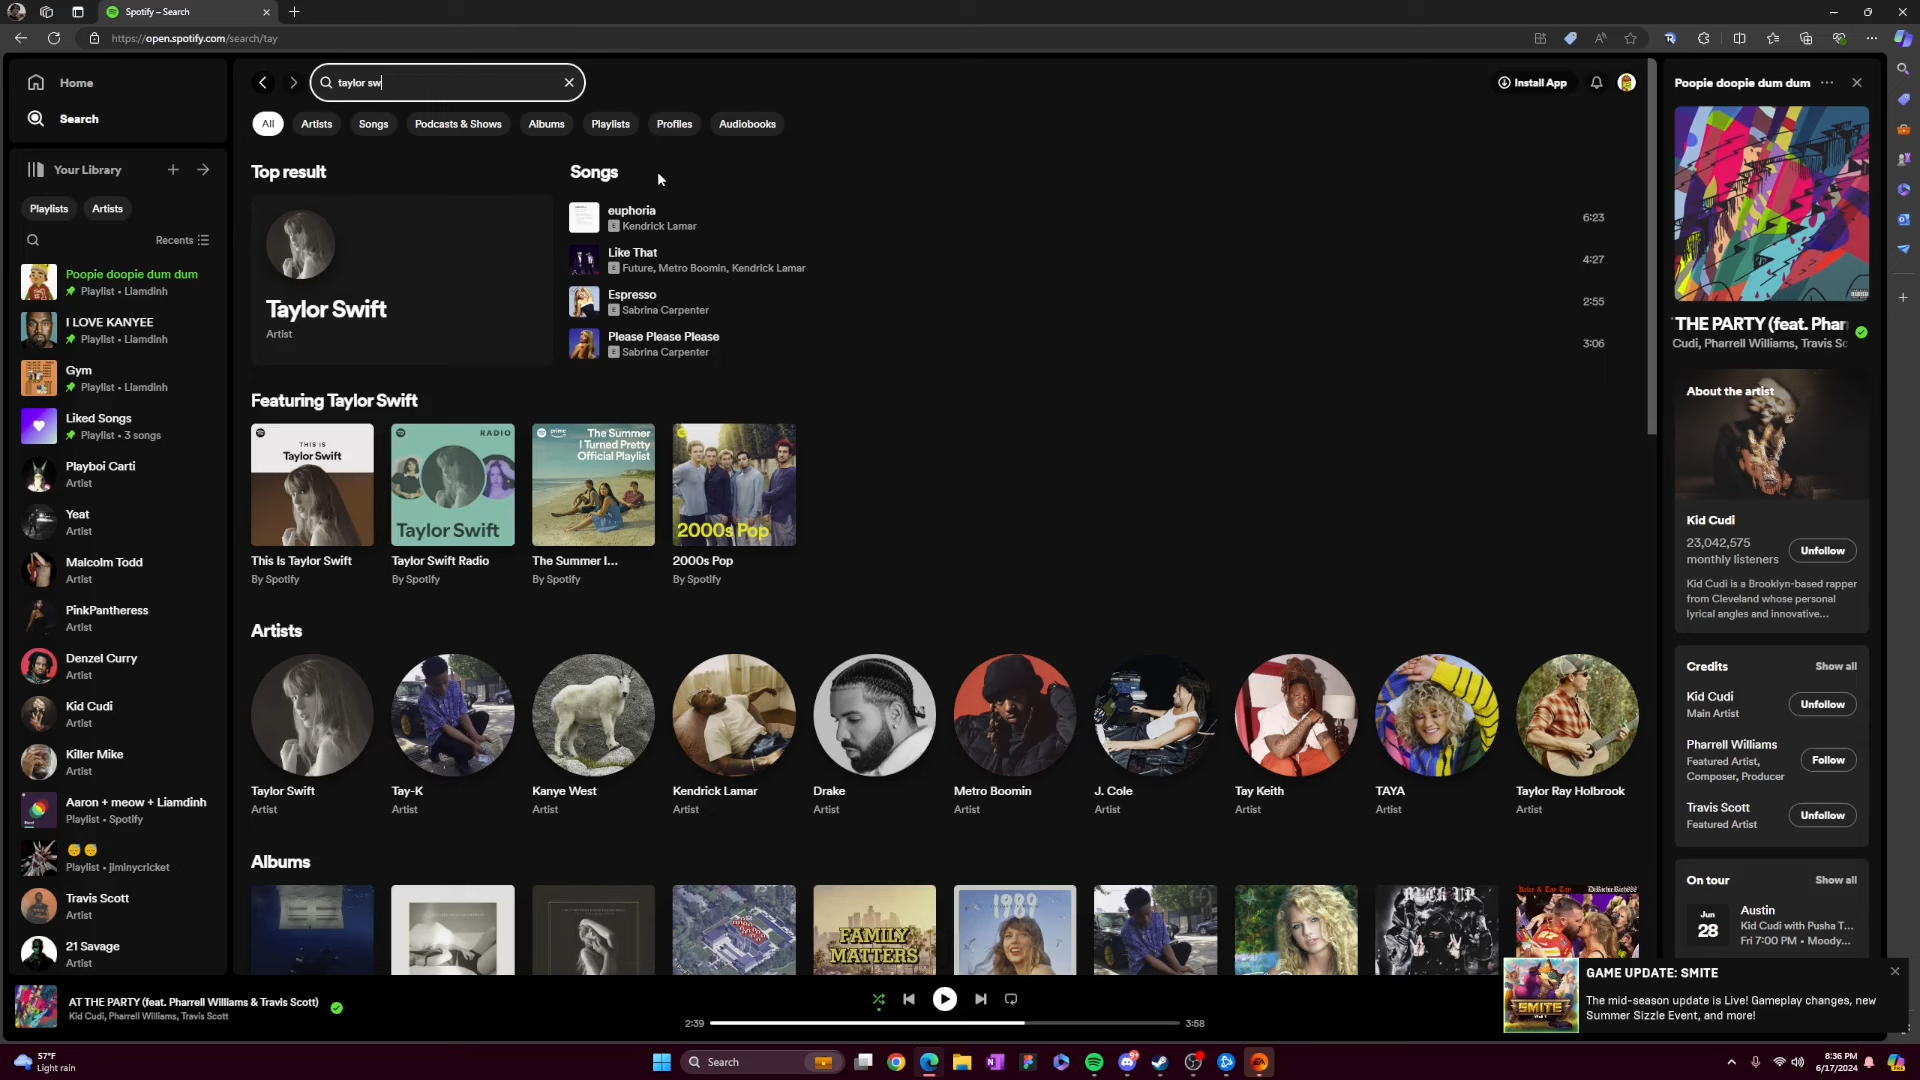 Spotify – Search
https://open.spotify.com/search/tay
Home
Search
Your Library
Playlists
Artists
Recents
Poopie doopie dum dum
Playlist • Liamdinh
I LOVE KANYEE
Playlist • Liamdinh
Gym
Playlist • Liamdinh
Liked Songs
Playlist • 3 songs
Playboi Carti
Artist
Yeat
Artist
Malcolm Todd
Artist
PinkPantheress
Artist
Denzel Curry
Artist
Kid Cudi
Artist
Killer Mike
Artist
Aaron + meow + Liamdinh
Playlist • Spotify
😴😴
Playlist • jiminycricket
Travis Scott
Artist
21 Savage
Artist
taylor sw
Install App
All
Artists
Songs
Podcasts & Shows
Albums
Playlists
Profiles
Audiobooks
Top result
Taylor Swift
Artist
Songs
euphoria
E Kendrick Lamar
6:23
Like That
E Future, Metro Boomin, Kendrick Lamar
4:27
Espresso
E Sabrina Carpenter
2:55
Please Please Please
E Sabrina Carpenter
3:06
Featuring Taylor Swift
THIS IS
Taylor Swift
RADIO
Taylor Swift
prime
The Summer
I Turned Pretty
Official Playlist
2000s Pop
This Is Taylor Swift
By Spotify
Taylor Swift Radio
By Spotify
The Summer I...
By Spotify
2000s Pop
By Spotify
Artists
Taylor Swift
Artist
Tay-K
Artist
Kanye West
Artist
Kendrick Lamar
Artist
Drake
Artist
Metro Boomin
Artist
J. Cole
Artist
Tay Keith
Artist
TAYA
Artist
Taylor Ray Holbrook
Artist
Albums
FAMILY
MATTERS
1989
Poopie doopie dum dum
THE PARTY (feat. Phar
Cudi, Pharrell Williams, Travis Sc
About the artist
Kid Cudi
23,042,575
monthly listeners
Unfollow
Kid Cudi is a Brooklyn-based rapper
from Cleveland whose personal
lyrical angles and innovative...
Credits
Show all
Kid Cudi
Main Artist
Unfollow
Pharrell Williams
Featured Artist,
Composer, Producer
Follow
Travis Scott
Featured Artist
Unfollow
On tour
Show all
Jun
28
Austin
Kid Cudi with Pusha T...
Fri 7:00 PM • Moody...
GAME UPDATE: SMITE
The mid-season update is Live! Gameplay changes, new
Summer Sizzle Event, and more!
SMITE
AT THE PARTY (feat. Pharrell Williams & Travis Scott)
Kid Cudi, Pharrell Williams, Travis Scott
2:39
3:58
57°F
Light rain
Search
8:36 PM
6/17/2024